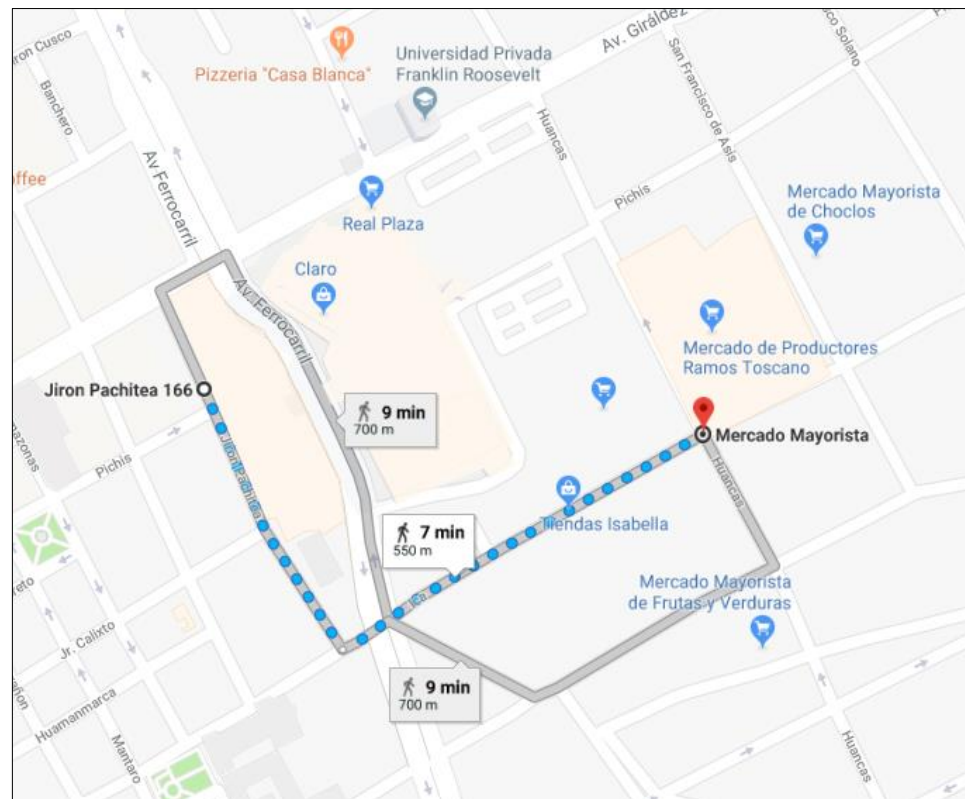 Jiron Cusco
Pizzeria "Casa Blanca"
Universidad Privada
Franklin Roosevelt
Av. Giráldez
San Francisco de Asis
Banchero
Av Ferrocarril
Huancas
Pichis
Real Plaza
Mercado Mayorista
de Choclos
Claro
Av. Ferrocarril
Mercado de Productores
Ramos Toscano
Jiron Pachitea 166
9 min
700 m
Mercado Mayorista
Jiron Pachitea
Pichis
Huancas
Tiendas Isabella
7 min
550 m
Mercado Mayorista
de Frutas y Verduras
Ica
Jr. Calixto
9 min
700 m
Huamanmarca
Mantaro
Huancas